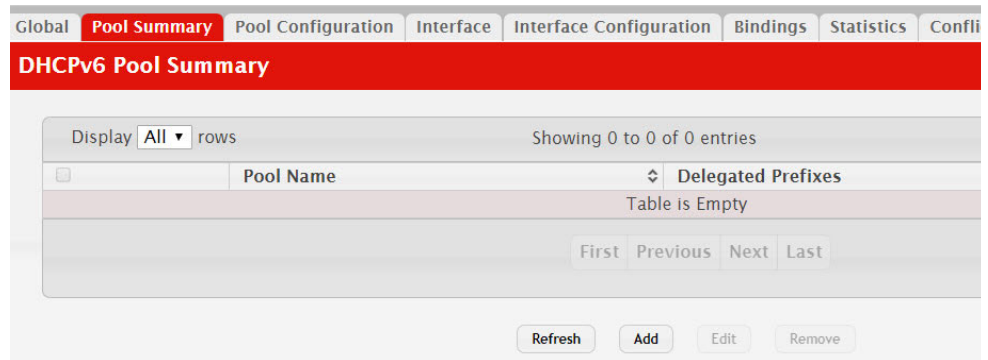 Global Pool Summary Pool Configuration Interface Interface Configuration Bindings Statistics Confli
DHCPv6 Pool Summary
Display All rows Showing 0 to 0 of 0 entries
Pool Name Delegated Prefixes
Table is Empty
First Previous Next Last
Refresh Add Edit Remove